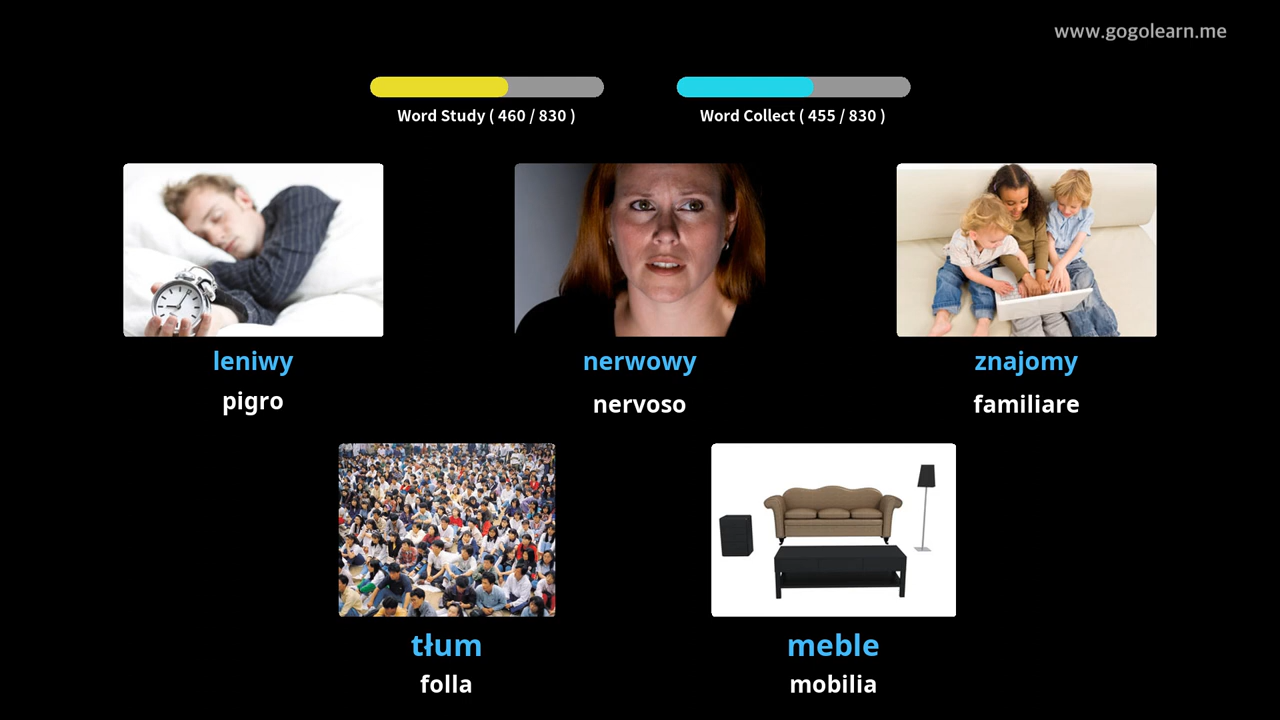 www.gogolearn.me
Word Study ( 460 / 830 )
Word Collect ( 455 / 830 )
leniwy
nerwowy
znajomy
pigro
nervoso
familiare
tłum
meble
folla
mobilia